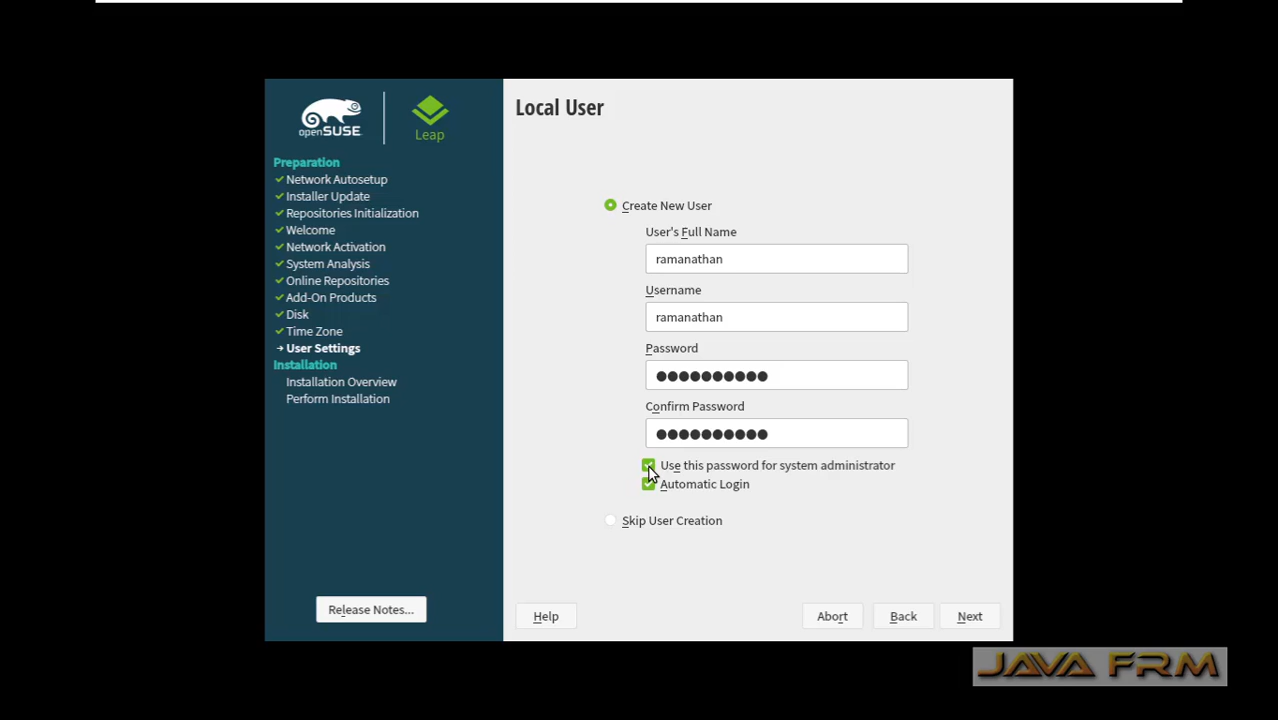 openSUSE
Leap
Local User
Preparation
Network Autosetup
Installer Update
Repositories Initialization
Welcome
Network Activation
System Analysis
Online Repositories
Add-On Products
Disk
Time Zone
User Settings
Installation
Installation Overview
Perform Installation
Release Notes...
Create New User
User's Full Name
ramanathan
Username
ramanathan
Password
●●●●●●●●●●
Confirm Password
●●●●●●●●●●
Use this password for system administrator
Automatic Login
Skip User Creation
Help
Abort
Back
Next
JAVA FRM